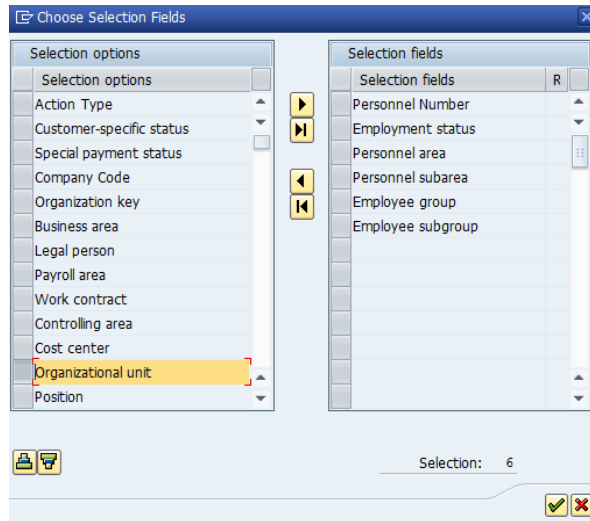 Choose Selection Fields
Selection options
Selection options
Action Type
Customer-specific status
Special payment status
Company Code
Organization key
Business area
Legal person
Payroll area
Work contract
Controlling area
Cost center
Organizational unit
Position
Selection fields
Selection fields R
Personnel Number
Employment status
Personnel area
Personnel subarea
Employee group
Employee subgroup
Selection: 6